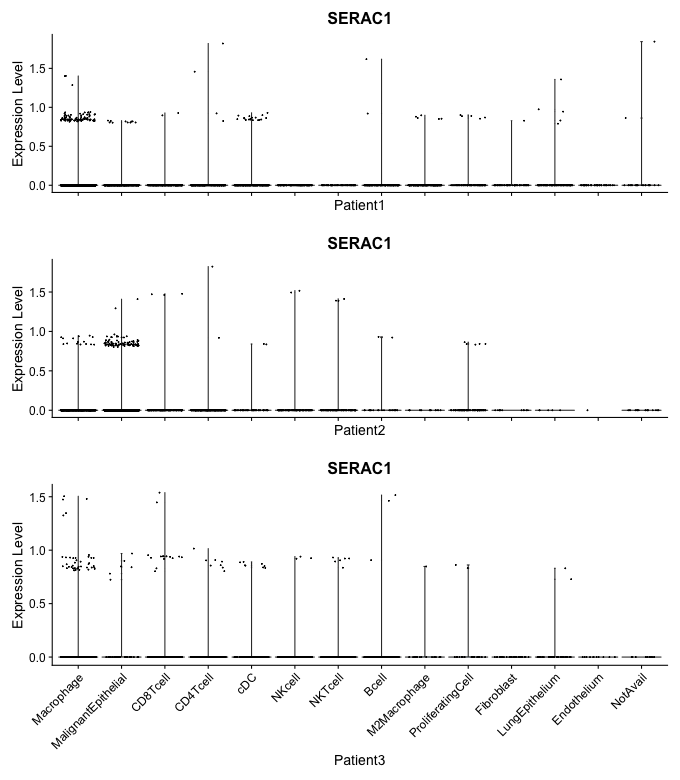 SERAC1
Expression Level
1.5
1.0
0.5
0.0
Patient1
SERAC1
Expression Level
1.5
1.0
0.5
0.0
Patient2
SERAC1
Expression Level
1.5
1.0
0.5
0.0
Macrophage
MalignantEpithelial
CD8Tcell
CD4Tcell
cDC
NKcell
NKTcell
Bcell
M2Macrophage
ProliferatingCell
Fibroblast
LungEpithelium
Endothelium
NotAvail
Patient3